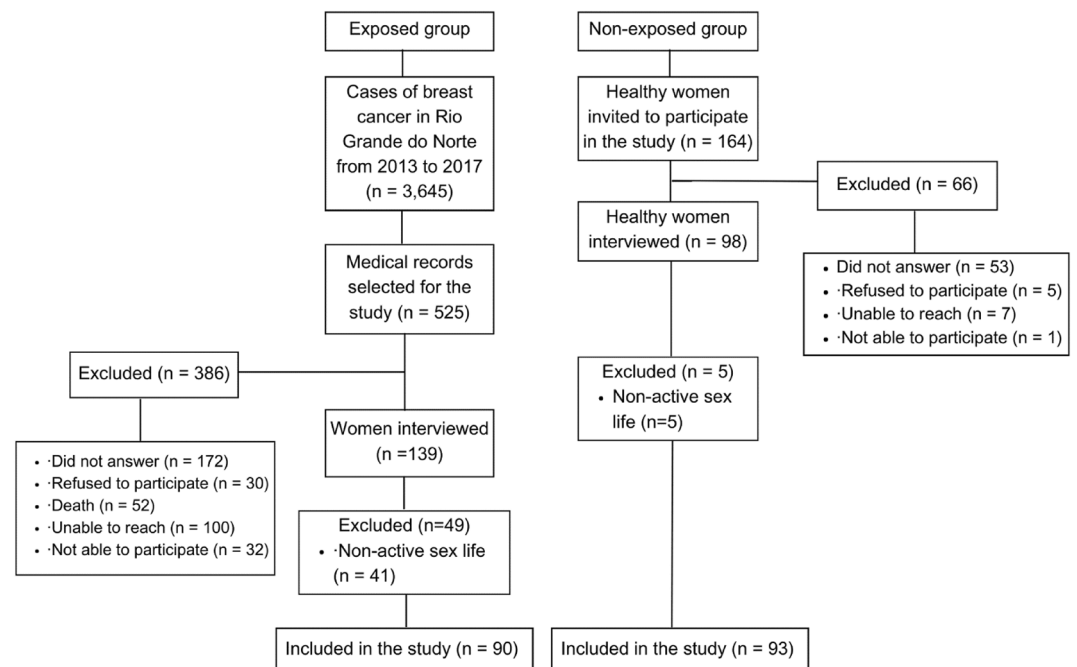 Exposed group
Cases of breast
cancer in Rio
Grande do Norte
from 2013 to 2017
(n = 3,645)
Medical records
selected for the
study (n = 525)
Excluded (n = 386)
• ·Did not answer (n = 172)
• ·Refused to participate (n = 30)
• ·Death (n = 52)
• ·Unable to reach (n = 100)
• ·Not able to participate (n = 32)
Women interviewed
(n =139)
Excluded (n=49)
• ·Non-active sex life
(n = 41)
Included in the study (n = 90)
Non-exposed group
Healthy women
invited to participate
in the study (n = 164)
Excluded (n = 66)
• Did not answer (n = 53)
• ·Refused to participate (n = 5)
• ·Unable to reach (n = 7)
• ·Not able to participate (n = 1)
Healthy women
interviewed (n = 98)
Excluded (n = 5)
• Non-active sex
life (n=5)
Included in the study (n = 93)